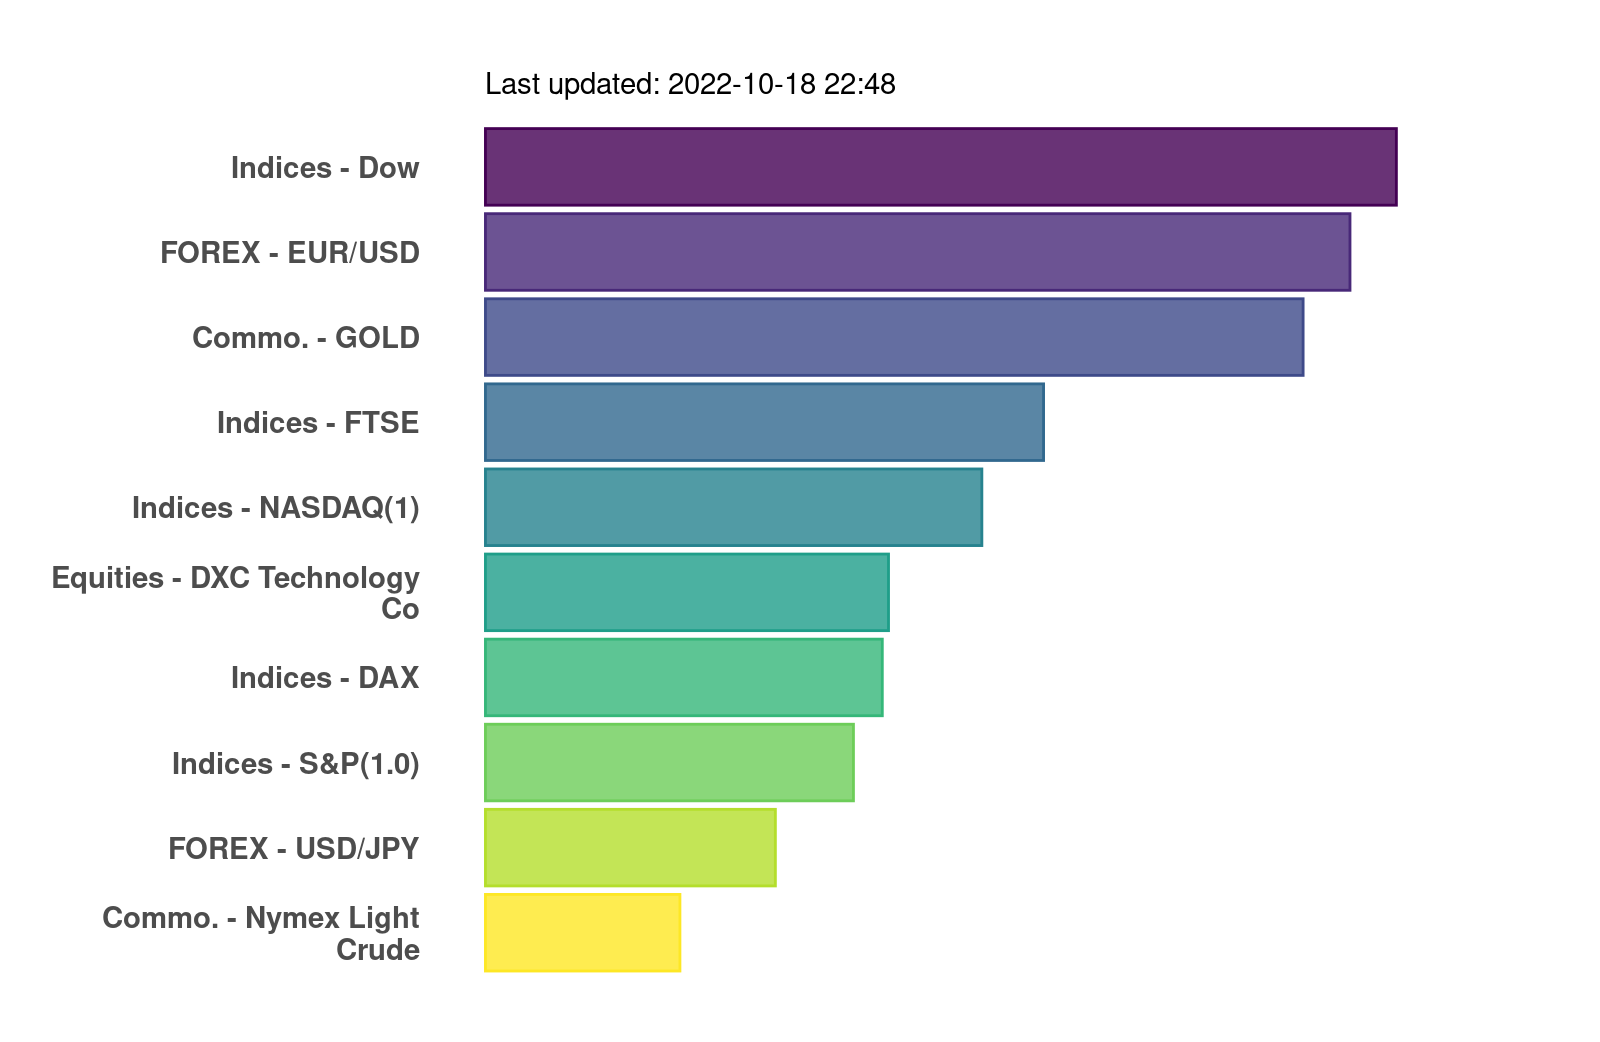 Last updated: 2022-10-18 22:48
Indices - Dow
FOREX - EUR/USD
Commo. - GOLD
Indices - FTSE
Indices - NASDAQ(1)
Equities - DXC Technology
Co
Indices - DAX
Indices - S&P(1.0)
FOREX - USD/JPY
Commo. - Nymex Light
Crude